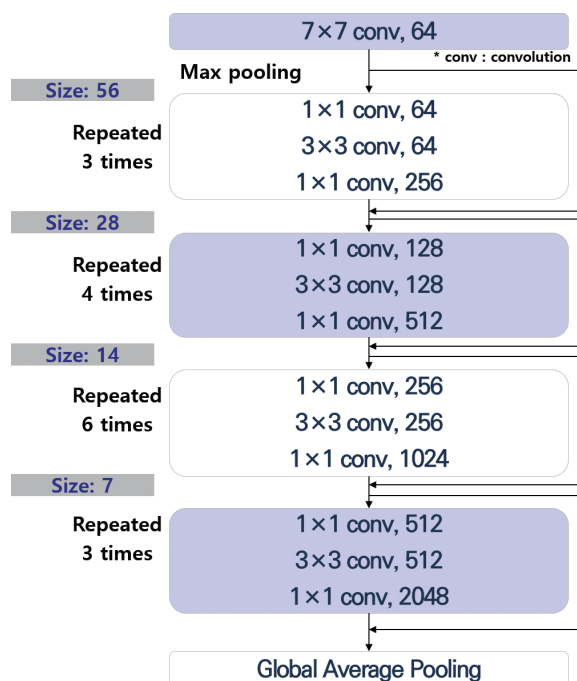 7×7 conv, 64
* conv : convolution
Max pooling
Size: 56
Repeated
3 times
1×1 conv, 64
3×3 conv, 64
1×1 conv, 256
Size: 28
Repeated
4 times
1×1 conv, 128
3×3 conv, 128
1×1 conv, 512
Size: 14
Repeated
6 times
1×1 conv, 256
3×3 conv, 256
1×1 conv, 1024
Size: 7
Repeated
3 times
1×1 conv, 512
3×3 conv, 512
1×1 conv, 2048
Global Average Pooling